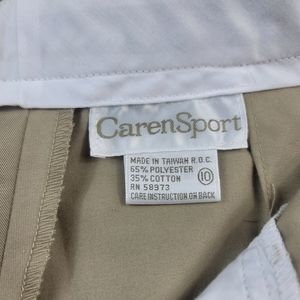 CarenSport
MADE IN TAIWAN R.O.C.
65% POLYESTER
35% COTTON 10
RN 58973
CARE INSTRUCTION ON BACK